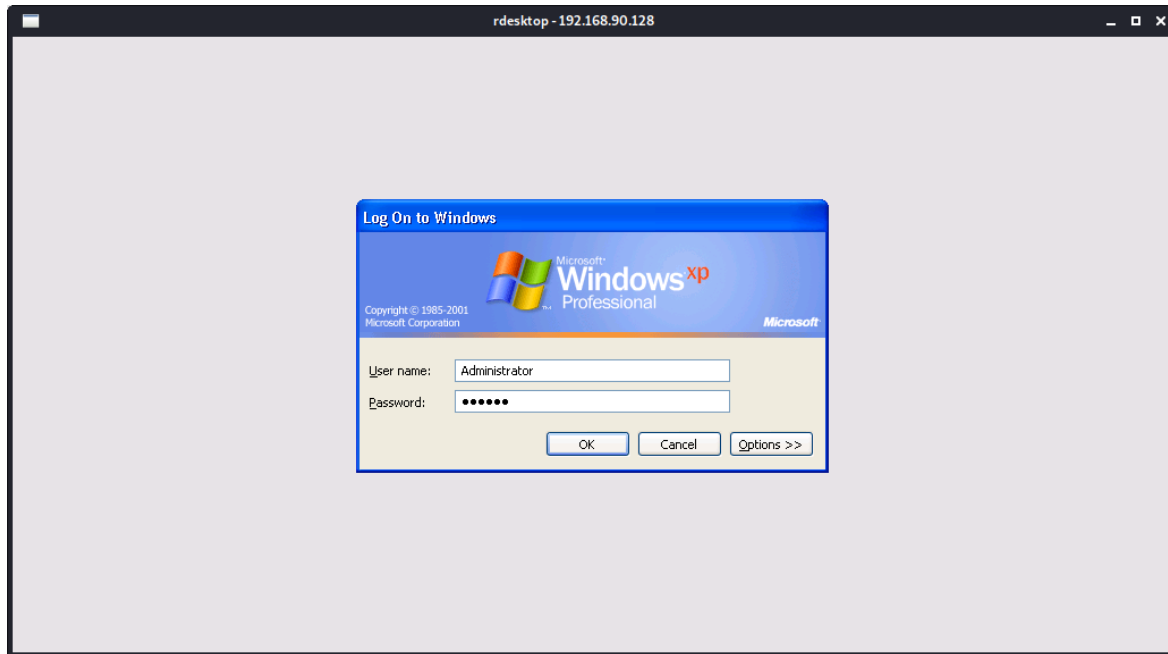 rdesktop - 192.168.90.128
Log On to Windows
Microsoft®
Windows xp
Professional
Copyright © 1985-2001
Microsoft Corporation
Microsoft
User name: Administrator
Password: ●●●●●●
OK Cancel Options >>